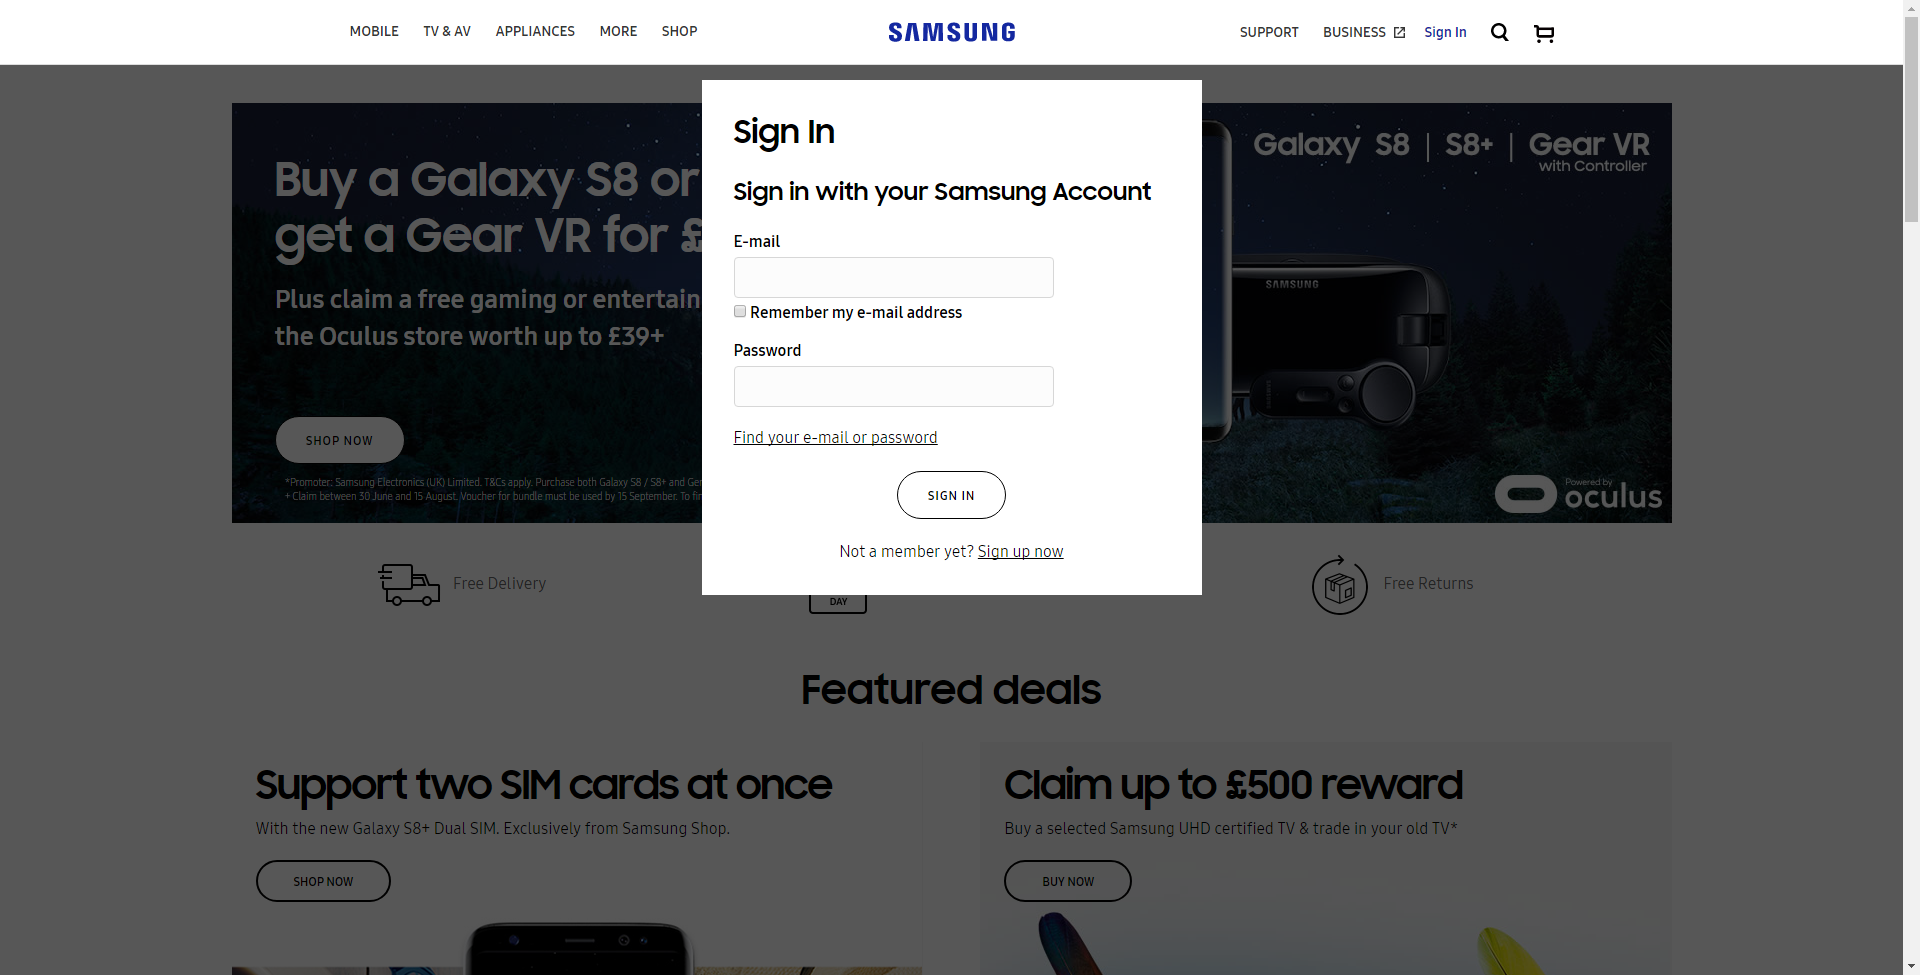 MOBILE TV & AV APPLIANCES MORE SHOP SAMSUNG SUPPORT BUSINESS Sign In
Sign In
Sign in with your Samsung Account
E-mail
Remember my e-mail address
Password
Find your e-mail or password
SIGN IN
Not a member yet? Sign up now
Buy a Galaxy S8 or
get a Gear VR for £
Plus claim a free gaming or entertain
the Oculus store worth up to £39+
SHOP NOW
*Promoter: Samsung Electronics (UK) Limited. T&Cs apply. Purchase both Galaxy S8 / S8+ and Ger
+ Claim between 30 June and 15 August. Voucher for bundle must be used by 15 September. To fir
Galaxy S8 | S8+ | Gear VR
with Controller
SAMSUNG
Powered by
oculus
Free Delivery
DAY
Free Returns
Featured deals
Support two SIM cards at once
With the new Galaxy S8+ Dual SIM. Exclusively from Samsung Shop.
SHOP NOW
Claim up to £500 reward
Buy a selected Samsung UHD certified TV & trade in your old TV*
BUY NOW